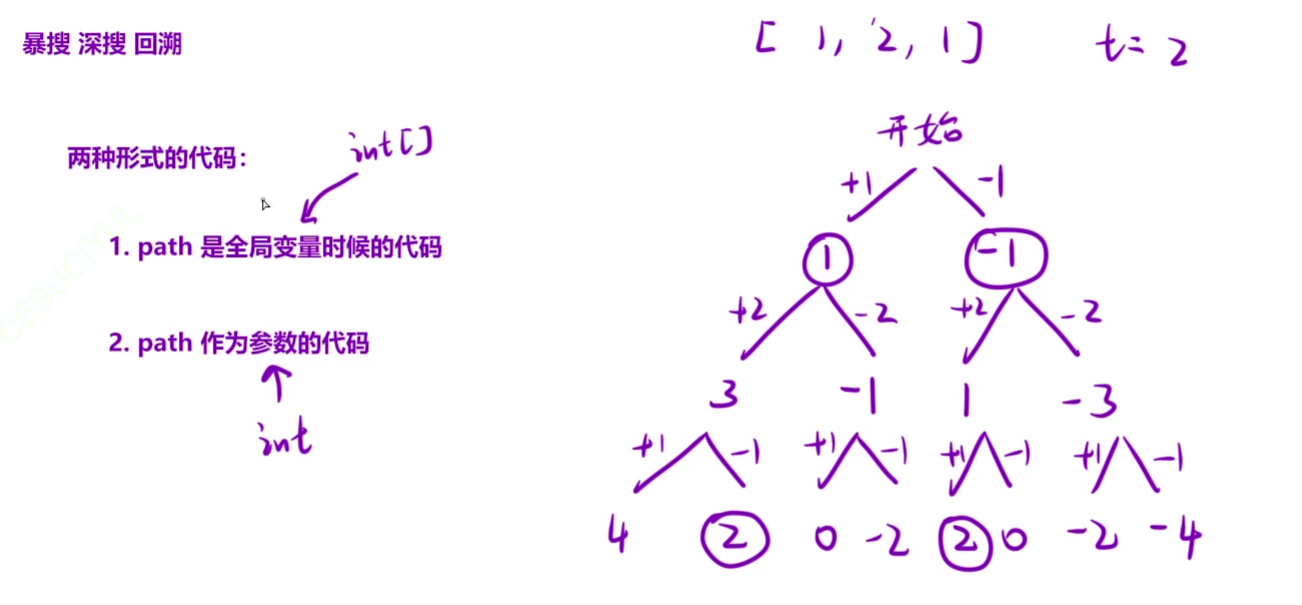 暴搜 深搜 回溯
[ 1, 2, 1 ] t = 2
两种形式的代码：
int[]
1. path 是全局变量时候的代码
2. path 作为参数的代码
int
开始
+1 -1
1 -1
+2 -2 +2 -2
3 -1 1 -3
+1 -1 +1 -1 +1 -1 +1 -1
4 2 0 -2 2 0 -2 -4